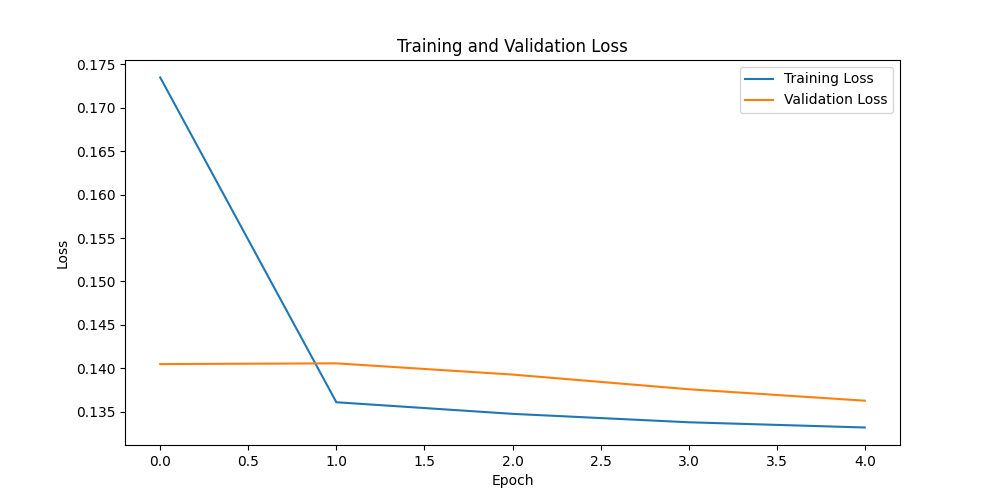 Training and Validation Loss
Training Loss
Validation Loss
Loss
0.175
0.170
0.165
0.160
0.155
0.150
0.145
0.140
0.135
0.0 0.5 1.0 1.5 2.0 2.5 3.0 3.5 4.0
Epoch